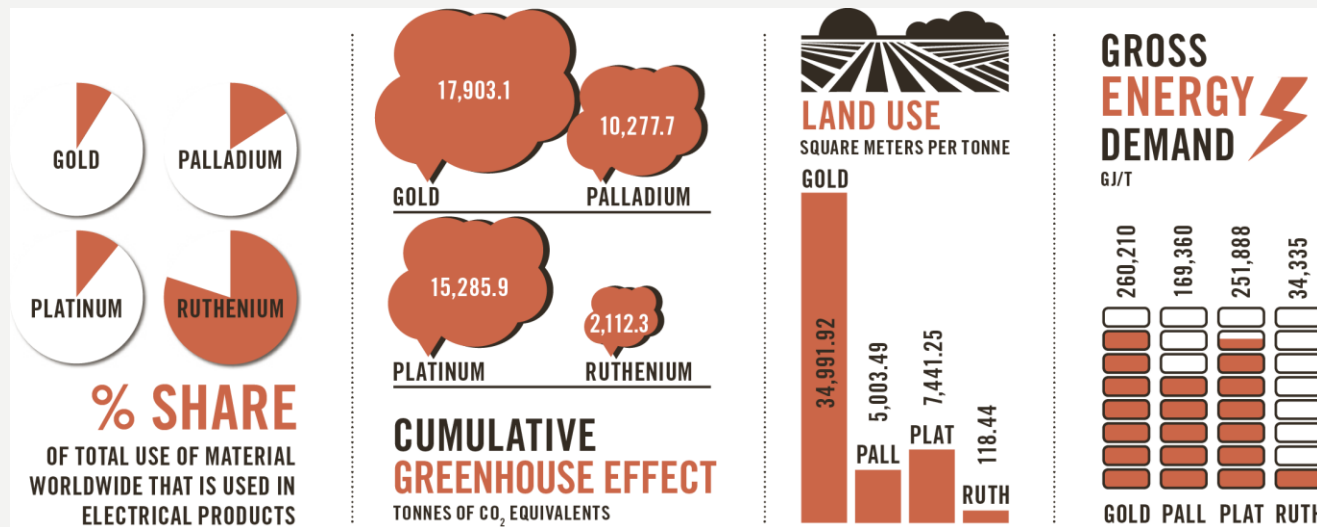 GOLD
PALLADIUM
PLATINUM
RUTHENIUM
% SHARE
OF TOTAL USE OF MATERIAL
WORLDWIDE THAT IS USED IN
ELECTRICAL PRODUCTS
17,903.1
10,277.7
GOLD
PALLADIUM
15,285.9
2,112.3
PLATINUM
RUTHENIUM
CUMULATIVE
GREENHOUSE EFFECT
TONNES OF CO₂ EQUIVALENTS
LAND USE
SQUARE METERS PER TONNE
GOLD
34,991.92
5,003.49
PALL
7,441.25
PLAT
118.44
RUTH
GROSS
ENERGY
DEMAND
GJ/T
260,210
169,360
251,888
34,335
GOLD PALL PLAT RUTH